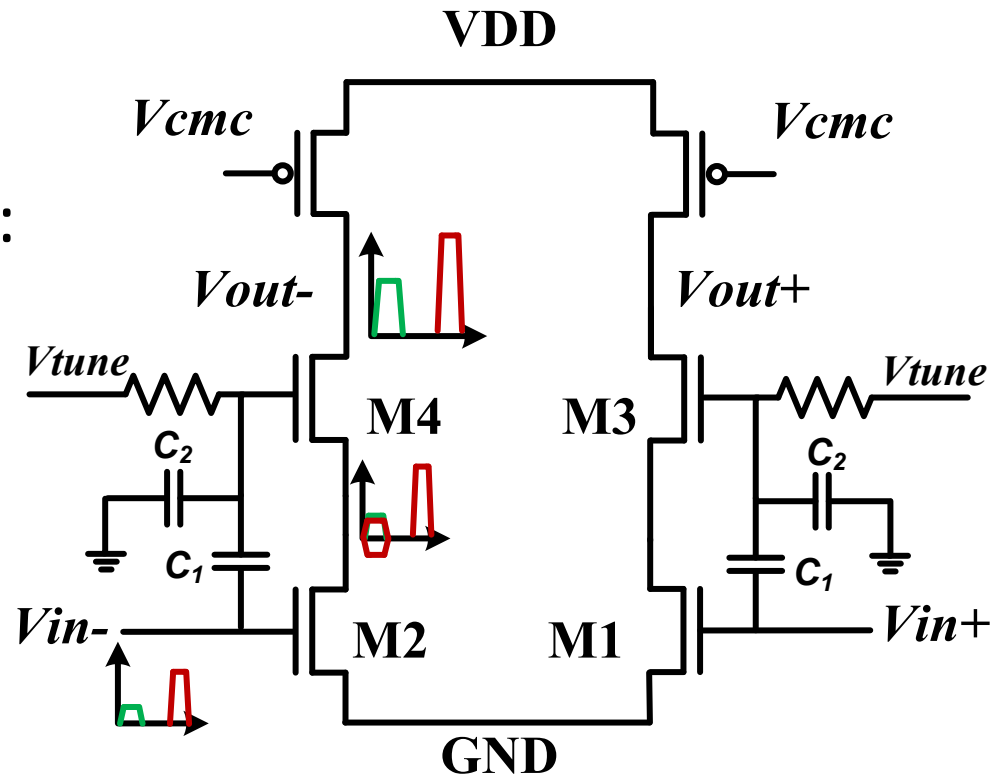 VDD
Vcmc
Vcmc
:
Vout-
Vout+
Vtune
Vtune
M4
M3
C2
C2
C1
C1
Vin-
Vin+
M2
M1
GND